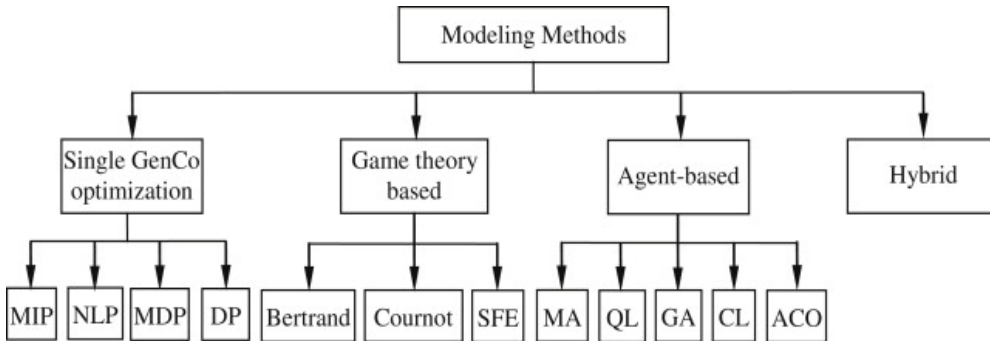 Modeling Methods
Single GenCo
optimization
Game theory
based
Agent-based
Hybrid
MIP
NLP
MDP
DP
Bertrand
Cournot
SFE
MA
QL
GA
CL
ACO